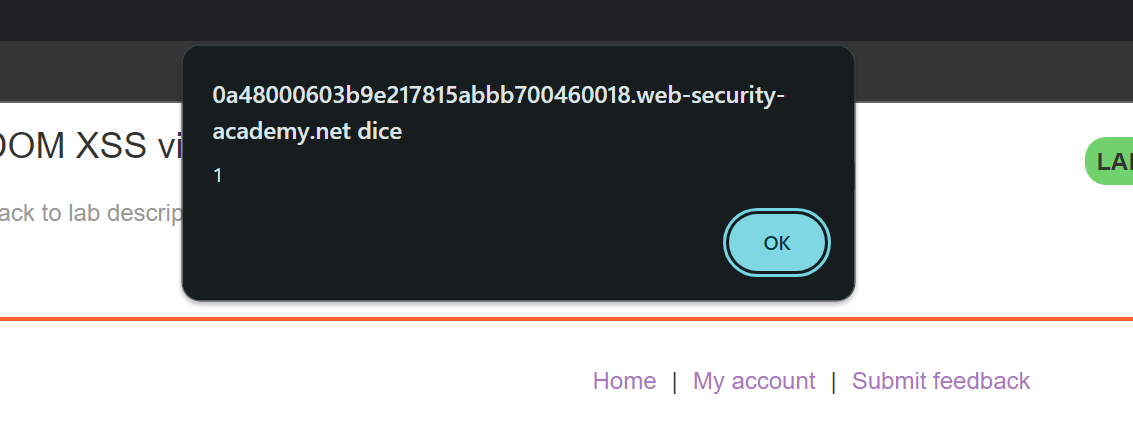 0a48000603b9e217815abbb700460018.web-security-
academy.net dice
1
OK
DOM XSS vi
ack to lab descrip
LAB
Home | My account | Submit feedback